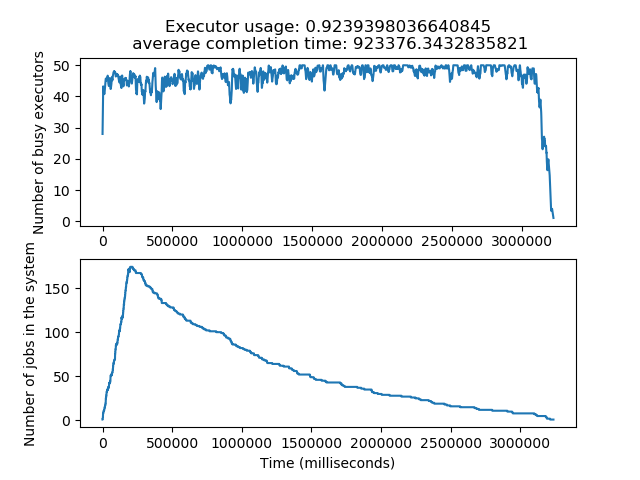 Executor usage: 0.9239398036640845
average completion time: 923376.3432835821
Number of busy executors
50
40
30
20
10
0
0 500000 1000000 1500000 2000000 2500000 3000000
Number of jobs in the system
150
100
50
0
0 500000 1000000 1500000 2000000 2500000 3000000
Time (milliseconds)